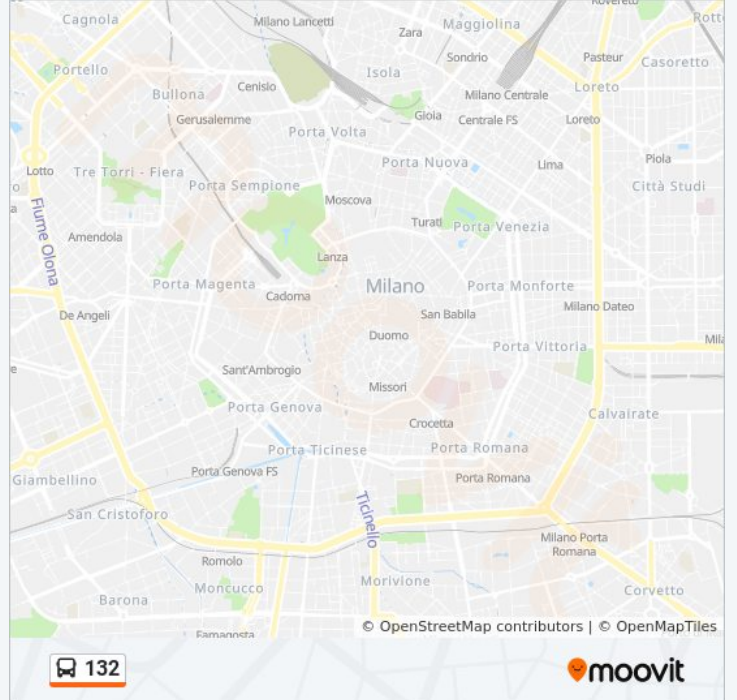 Rovereto
Cagnola
Milano Lancetti
Maggiolina
Zara
Sondrio
Pasteur
Casoretto
Isola
Portello
Cenisio
Bullona
Milano Centrale
Loreto
Gerusalemme
Gioia
Centrale FS
Loreto
Porta Volta
Porta Nuova
Lima
Piola
Lotto
Tre Torri - Fiera
Porta Sempione
Città Studi
Moscova
Turati
Porta Venezia
Fiume Olona
Amendola
Lanza
Porta Magenta
Cadorna
Milano
Porta Monforte
De Angeli
San Babila
Milano Dateo
Duomo
Porta Vittoria
Sant'Ambrogio
Missori
Porta Genova
Crocetta
Calvairate
Porta Ticinese
Porta Romana
Giambellino
Porta Genova FS
Porta Romana
San Cristoforo
Ticinello
Milano Porta
Romana
Romolo
Moncucco
Morivione
Corvetto
Barona
Famagosta
© OpenStreetMap contributors | © OpenMapTiles
132
moovit